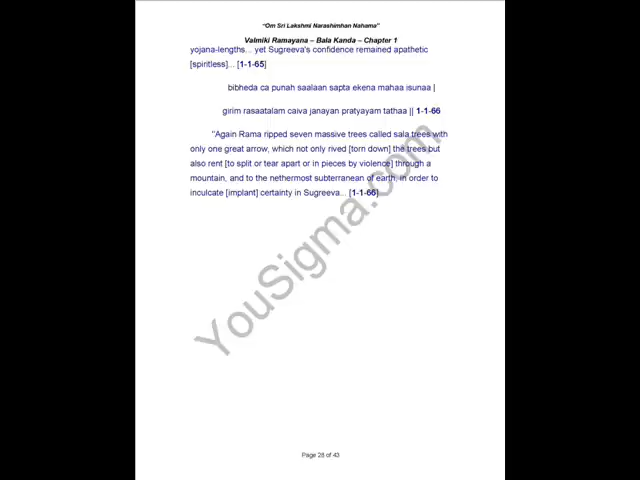 “Om Sri Lakshmi Narashimhan Nahama”
Valmiki Ramayana – Bala Kanda – Chapter 1
yojana-lengths... yet Sugreeva's confidence remained apathetic
[spiritless]... [1-1-65]
bibheda ca punah saalaan sapta ekena mahaa isunaa |
girim rasaatalam caiva janayan pratyayam tathaa || 1-1-66
"Again Rama ripped seven massive trees called sala trees with
only one great arrow, which not only rived [torn down] the trees but
also rent [to split or tear apart or in pieces by violence] through a
mountain, and to the nethermost subterranean of earth, in order to
inculcate [implant] certainty in Sugreeva... [1-1-66]
YouSigma.com
Page 28 of 43